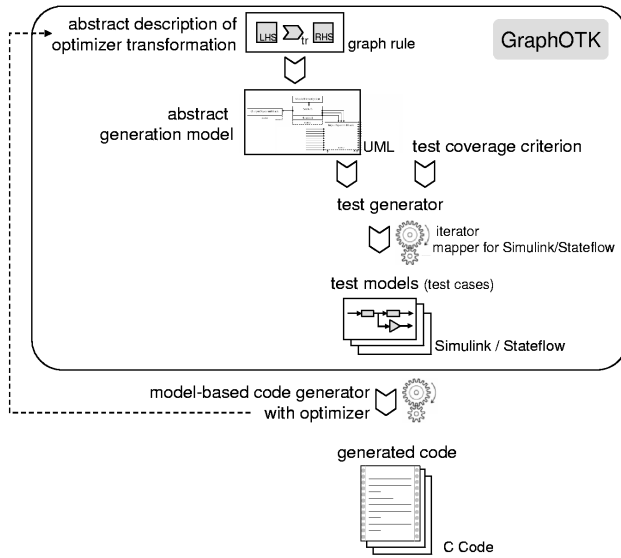 abstract description of
optimizer transformation
LHS tr RHS
graph rule
GraphOTK
abstract
generation model
UML
test coverage criterion
test generator
iterator
mapper for Simulink/Stateflow
test models (test cases)
Simulink / Stateflow
model-based code generator
with optimizer
generated code
C Code